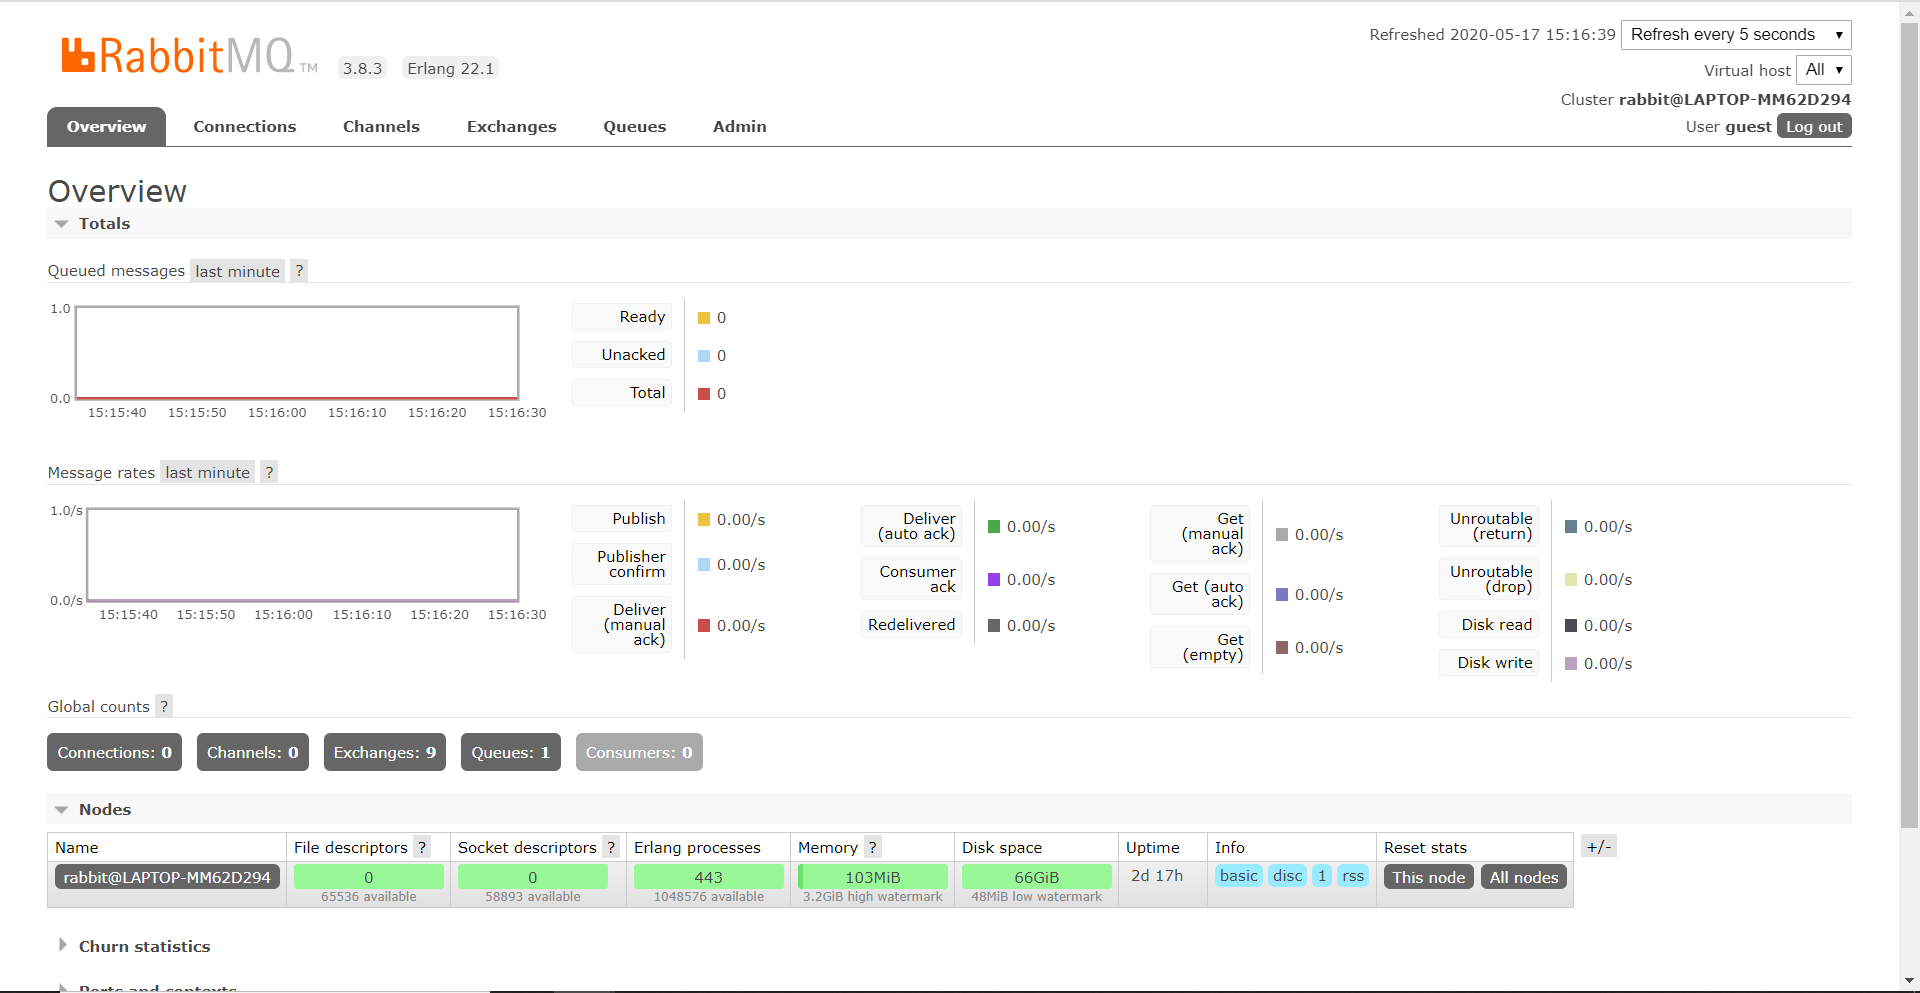 RabbitMQ TM 3.8.3 Erlang 22.1
Refreshed 2020-05-17 15:16:39 Refresh every 5 seconds
Virtual host All
Cluster rabbit@LAPTOP-MM62D294
User guest Log out
Overview Connections Channels Exchanges Queues Admin
Overview
Totals
Queued messages last minute ?
1.0
0.0
15:15:40 15:15:50 15:16:00 15:16:10 15:16:20 15:16:30
Ready 0
Unacked 0
Total 0
Message rates last minute ?
1.0/s
0.0/s
15:15:40 15:15:50 15:16:00 15:16:10 15:16:20 15:16:30
Publish 0.00/s
Publisher
confirm 0.00/s
Deliver
(manual
ack) 0.00/s
Deliver
(auto ack) 0.00/s
Consumer
ack 0.00/s
Redelivered 0.00/s
Get
(manual
ack) 0.00/s
Get (auto
ack) 0.00/s
Get
(empty) 0.00/s
Unroutable
(return) 0.00/s
Unroutable
(drop) 0.00/s
Disk read 0.00/s
Disk write 0.00/s
Global counts ?
Connections: 0 Channels: 0 Exchanges: 9 Queues: 1 Consumers: 0
Nodes
Name File descriptors ? Socket descriptors ? Erlang processes Memory ? Disk space Uptime Info Reset stats +/-
rabbit@LAPTOP-MM62D294 0 0 443 103MiB 66GiB 2d 17h basic disc 1 rss This node All nodes
65536 available 58893 available 1048576 available 3.2GiB high watermark 48MiB low watermark
Churn statistics
Ports and contexts